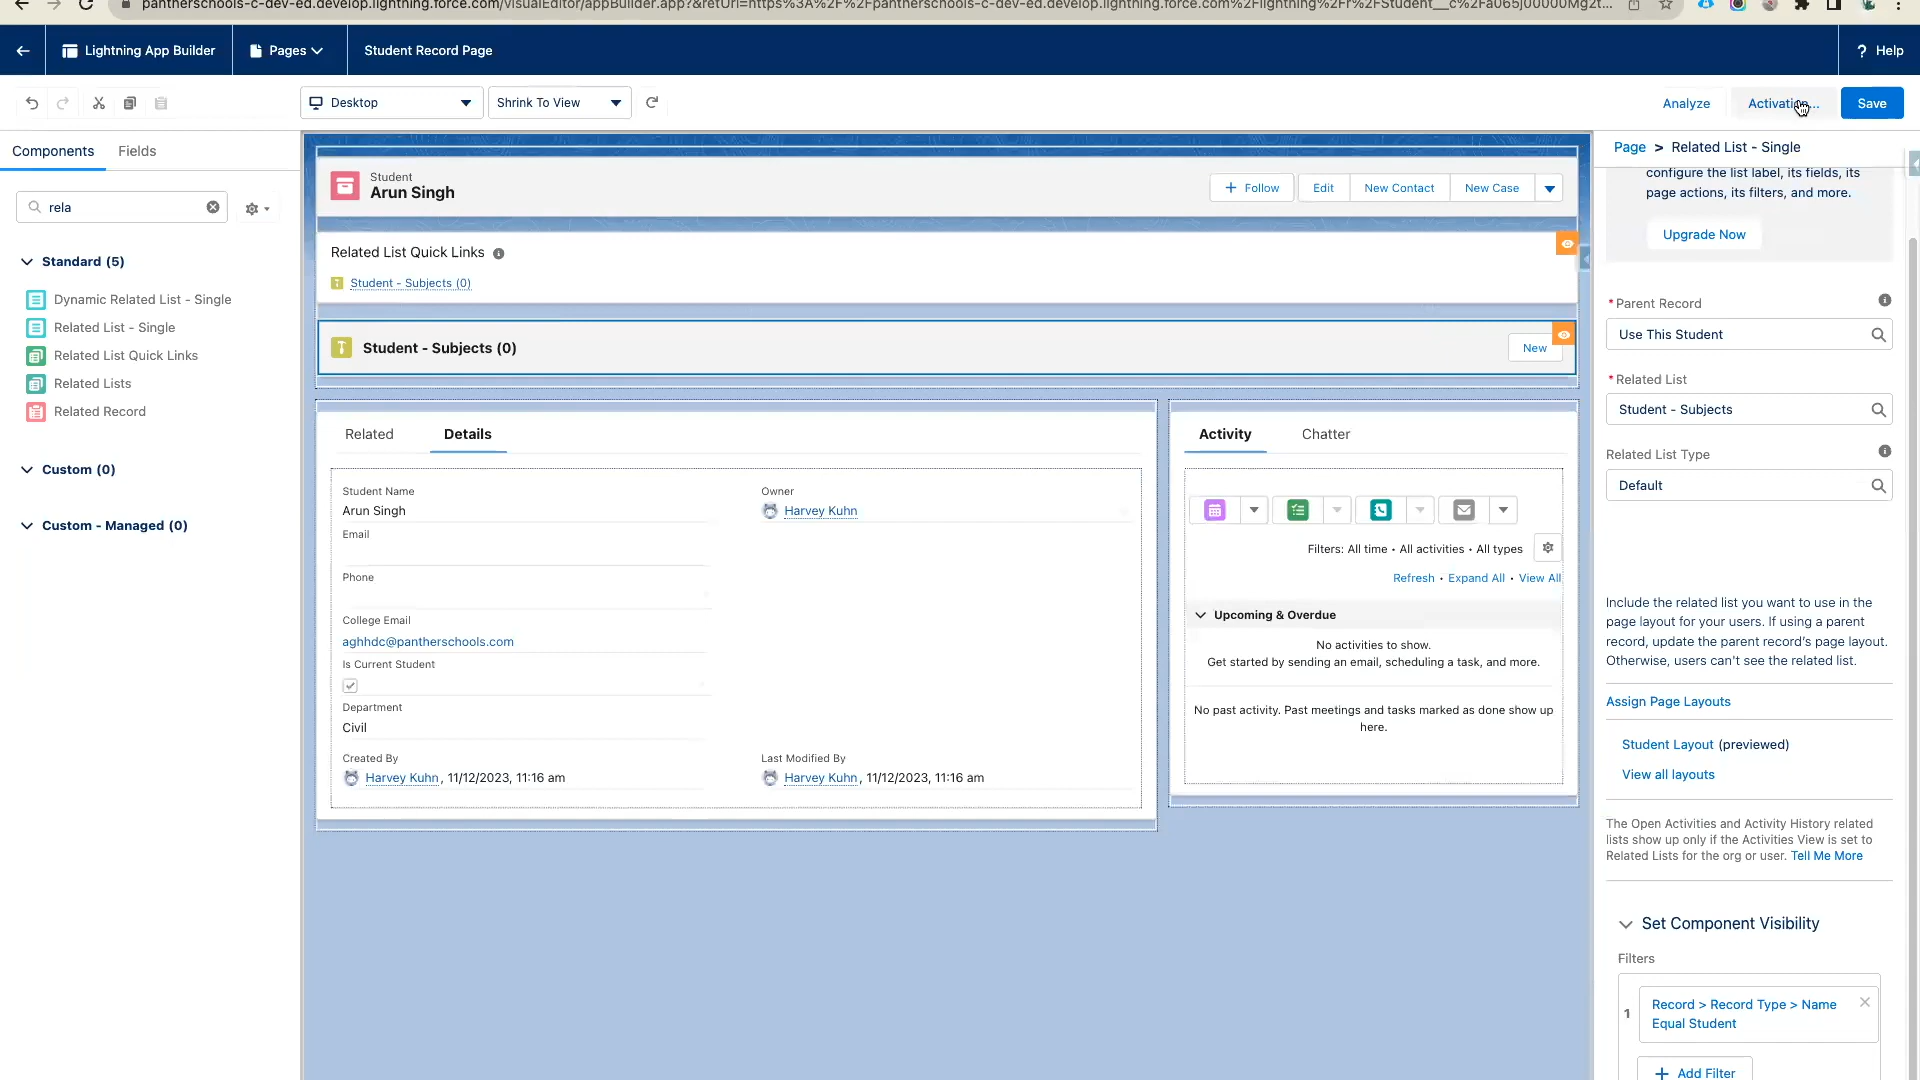 pantherschools-c-dev-ed.develop.lightning.force.com/visualEditor/appBuilder.app?&retUrl=https%3A%2F%2Fpantherschools-c-dev-ed.develop.lightning.force.com%2Flightning%2Fr%2FStudent__c%2Fa065j00000Mg2t...
Lightning App Builder
Pages
Student Record Page
? Help
Desktop
Shrink To View
Analyze
Activation...
Save
Components
Fields
rela
Standard (5)
Dynamic Related List - Single
Related List - Single
Related List Quick Links
Related Lists
Related Record
Custom (0)
Custom - Managed (0)
Student
Arun Singh
+ Follow
Edit
New Contact
New Case
Related List Quick Links
Student - Subjects (0)
Student - Subjects (0)
New
Related
Details
Student Name
Arun Singh
Owner
Harvey Kuhn
Email
Phone
College Email
aghhdc@pantherschools.com
Is Current Student
Department
Civil
Created By
Harvey Kuhn, 11/12/2023, 11:16 am
Last Modified By
Harvey Kuhn, 11/12/2023, 11:16 am
Activity
Chatter
Filters: All time • All activities • All types
Refresh • Expand All • View All
Upcoming & Overdue
No activities to show.
Get started by sending an email, scheduling a task, and more.
No past activity. Past meetings and tasks marked as done show up
here.
Page > Related List - Single
configure the list label, its fields, its
page actions, its filters, and more.
Upgrade Now
* Parent Record
Use This Student
* Related List
Student - Subjects
Related List Type
Default
Include the related list you want to use in the
page layout for your users. If using a parent
record, update the parent record's page layout.
Otherwise, users can't see the related list.
Assign Page Layouts
Student Layout (previewed)
View all layouts
The Open Activities and Activity History related
lists show up only if the Activities View is set to
Related Lists for the org or user. Tell Me More
Set Component Visibility
Filters
1
Record > Record Type > Name
Equal Student
+ Add Filter